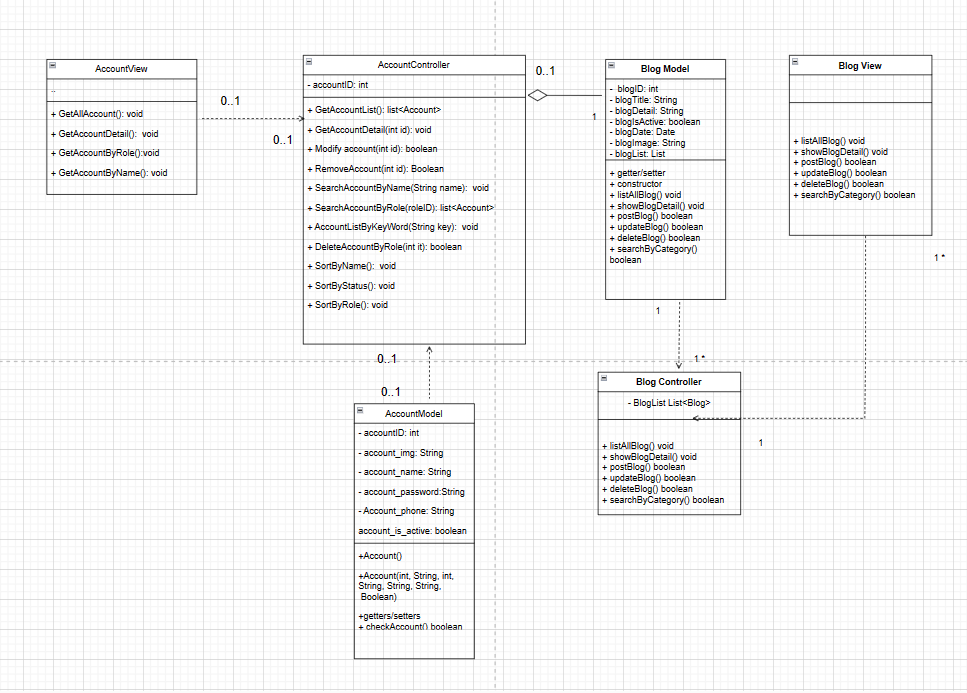 AccountView
..
+ GetAllAccount(): void
+ GetAccountDetail():  void
+ GetAccountByRole():void
+ GetAccountByName(): void
0..1
0..1
AccountController
- accountID: int
+ GetAccountList(): list<Account>
+ GetAccountDetail(int id): void
+ Modify account(int id): boolean
+ RemoveAccount(int id): Boolean
+ SearchAccountByName(String name):  void
+ SearchAccountByRole(roleID): list<Account>
+ AccountListByKeyWord(String key):  void
+ DeleteAccountByRole(int it): boolean
+ SortByName():  void
+ SortByStatus(): void
+ SortByRole(): void
0..1
1
Blog Model
-  blogID: int
- blogTitle: String
- blogDetail: String
- blogIsActive: boolean
- blogDate: Date
- blogImage: String
- blogList: List
+ getter/setter
+ constructor
+ listAllBlog() void
+ showBlogDetail() void
+ postBlog() boolean
+ updateBlog() boolean
+ deleteBlog() boolean
+ searchByCategory()
boolean
Blog View
+ listAllBlog() void
+ showBlogDetail() void
+ postBlog() boolean
+ updateBlog() boolean
+ deleteBlog() boolean
+ searchByCategory() boolean
1 *
1
1 *
0..1
0..1
AccountModel
- accountID: int
- account_img: String
- account_name: String
- account_password:String
- Account_phone: String
account_is_active: boolean
+Account()
+Account(int, String, int,
String, String, String,
Boolean)
+getters/setters
+ checkAccount() boolean
Blog Controller
- BlogList List<Blog>
+ listAllBlog() void
+ showBlogDetail() void
+ postBlog() boolean
+ updateBlog() boolean
+ deleteBlog() boolean
+ searchByCategory() boolean
1